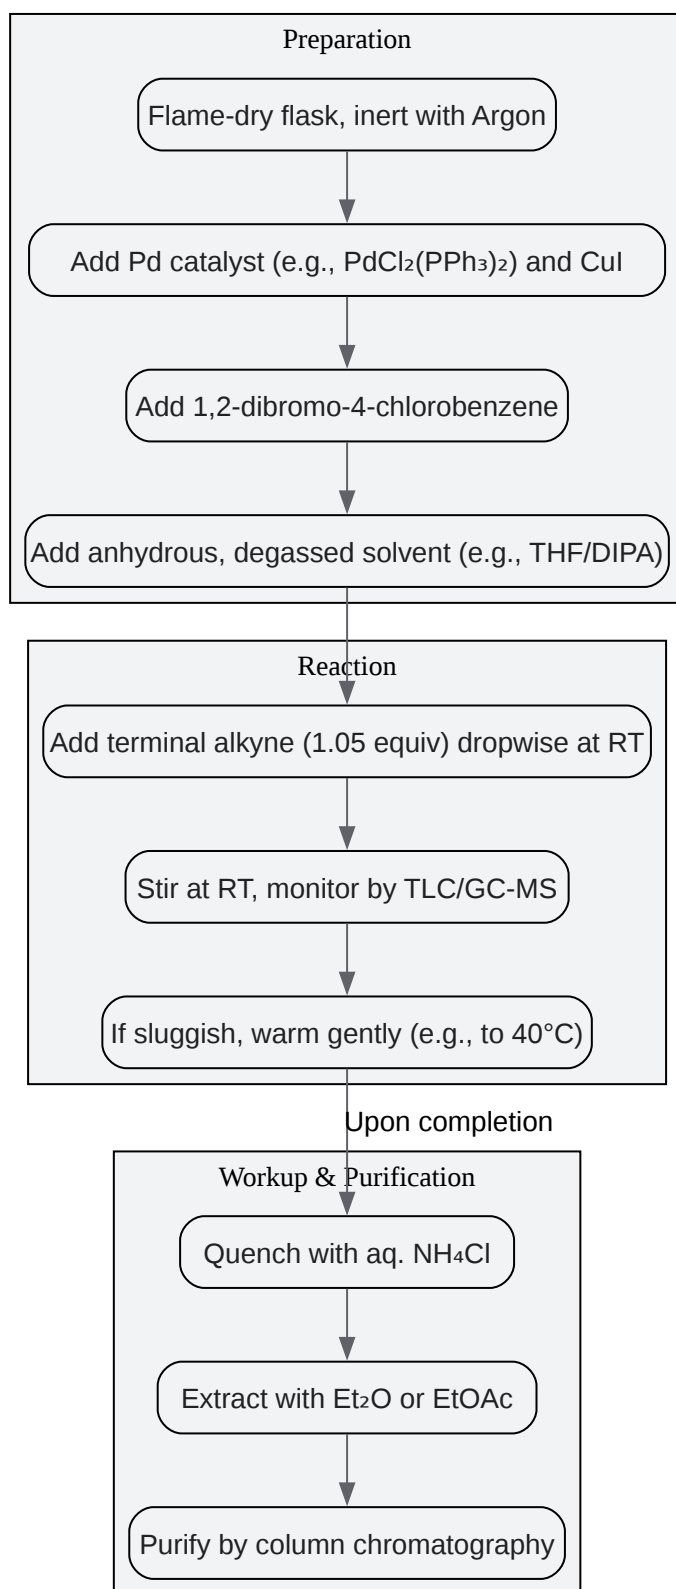 Preparation
Flame-dry flask, inert with Argon
Add Pd catalyst (e.g., PdCl₂(PPh₃)₂) and CuI
Add 1,2-dibromo-4-chlorobenzene
Add anhydrous, degassed solvent (e.g., THF/DIPA)
Reaction
Add terminal alkyne (1.05 equiv) dropwise at RT
Stir at RT, monitor by TLC/GC-MS
If sluggish, warm gently (e.g., to 40°C)
Upon completion
Workup & Purification
Quench with aq. NH₄Cl
Extract with Et₂O or EtOAc
Purify by column chromatography